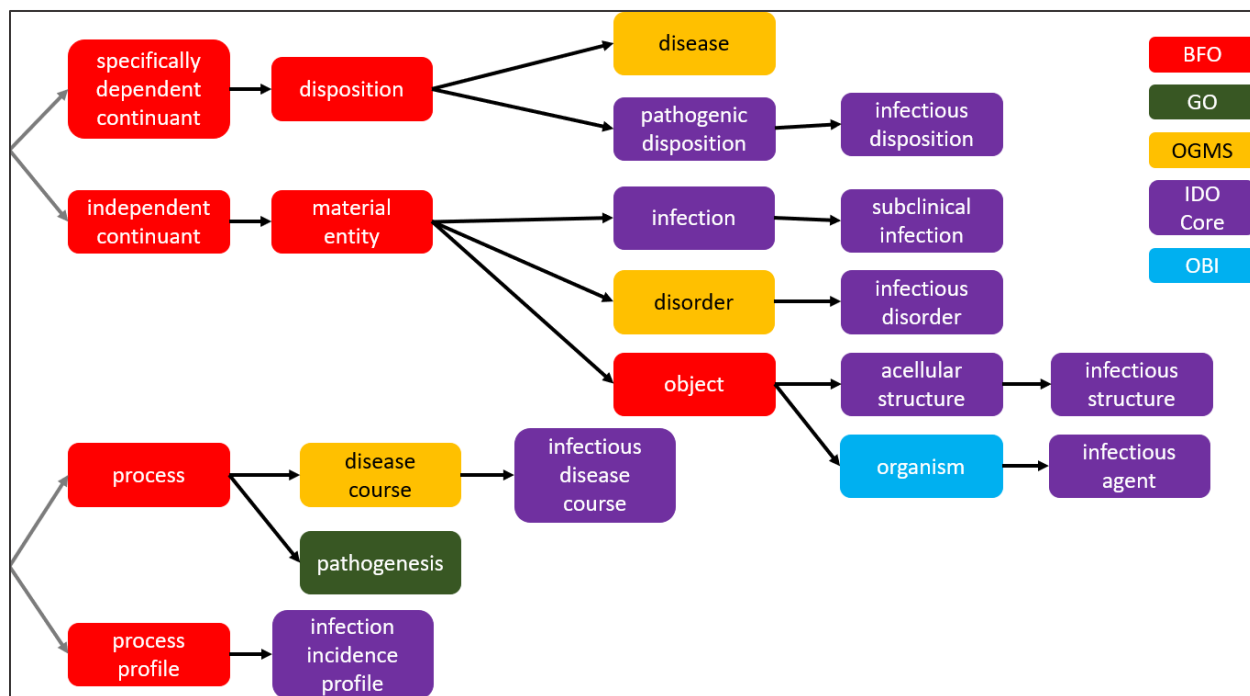 specifically
dependent
continuant
disposition
disease
pathogenic
disposition
infectious
disposition
independent
continuant
material
entity
infection
subclinical
infection
disorder
infectious
disorder
object
acellular
structure
infectious
structure
organism
infectious
agent
process
disease
course
infectious
disease
course
pathogenesis
process
profile
infection
incidence
profile
BFO
GO
OGMS
IDO
Core
OBI